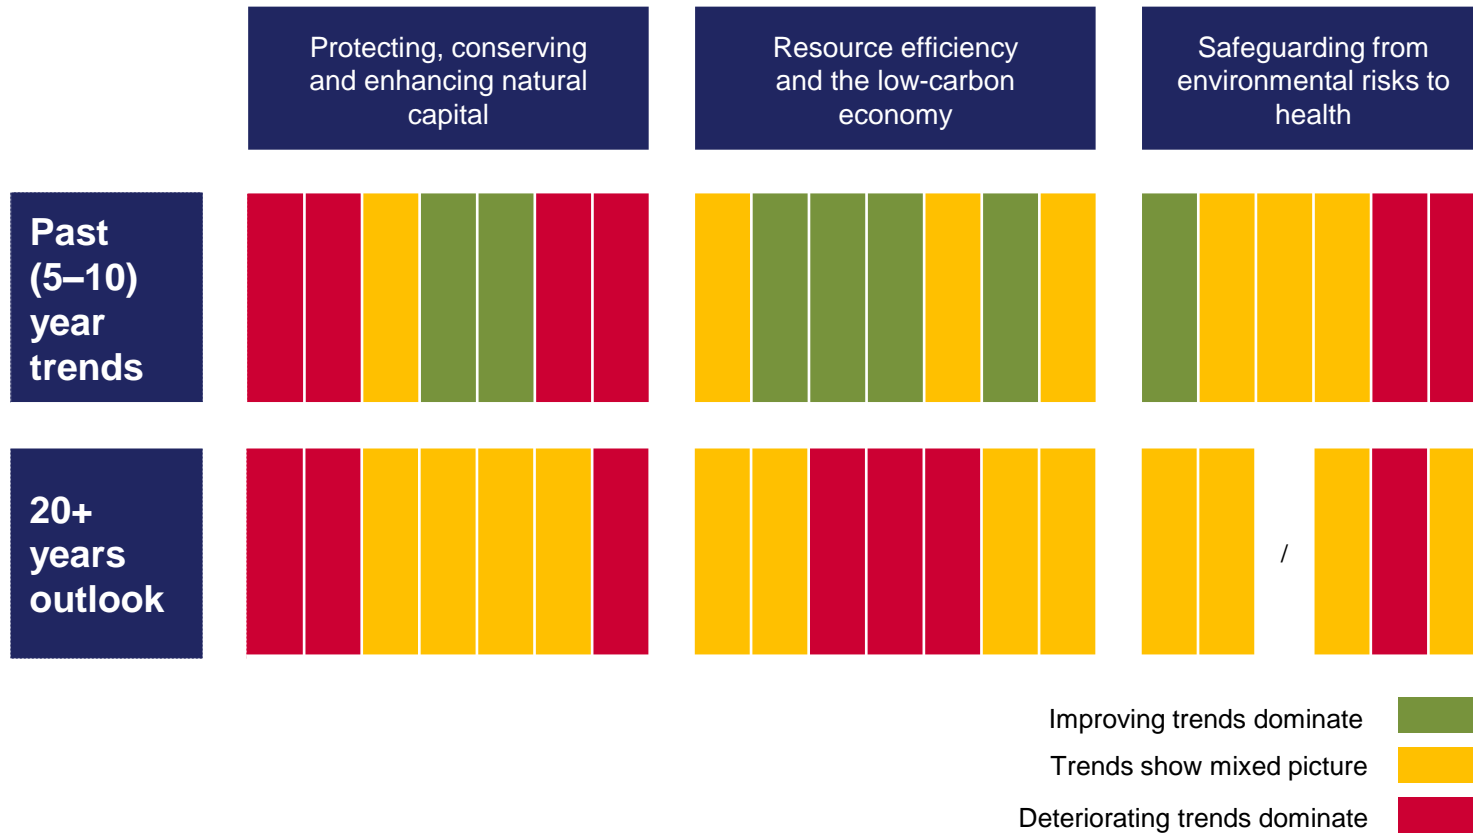 Protecting, conserving
and enhancing natural
capital
Resource efficiency
and the low-carbon
economy
Safeguarding from
environmental risks to
health
Past
(5–10)
year
trends
20+
years
outlook
/
Improving trends dominate
Trends show mixed picture
Deteriorating trends dominate